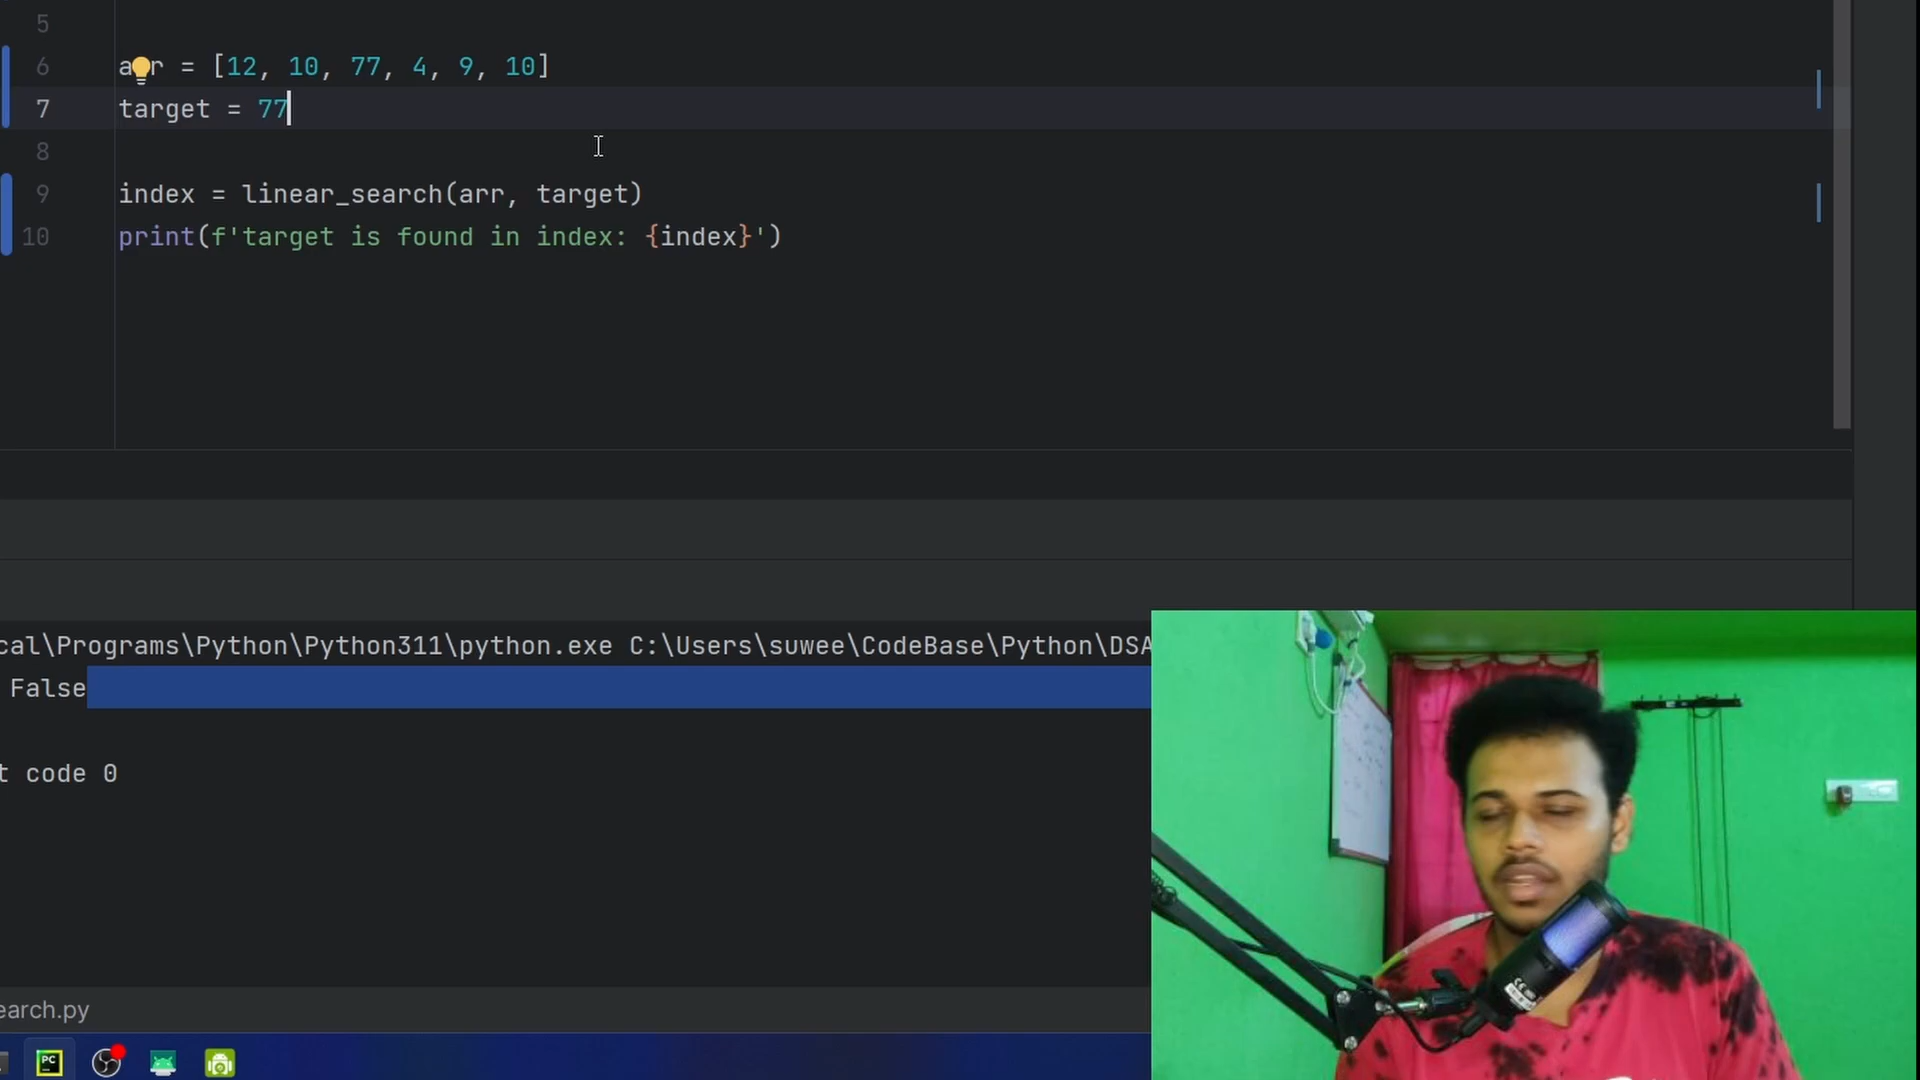 5
6 arr = [12, 10, 77, 4, 9, 10]
7 target = 77
8
9 index = linear_search(arr, target)
10 print(f'target is found in index: {index}')
cal\Programs\Python\Python311\python.exe C:\Users\suwee\CodeBase\Python\DSA
False
t code 0
earch.py
PC